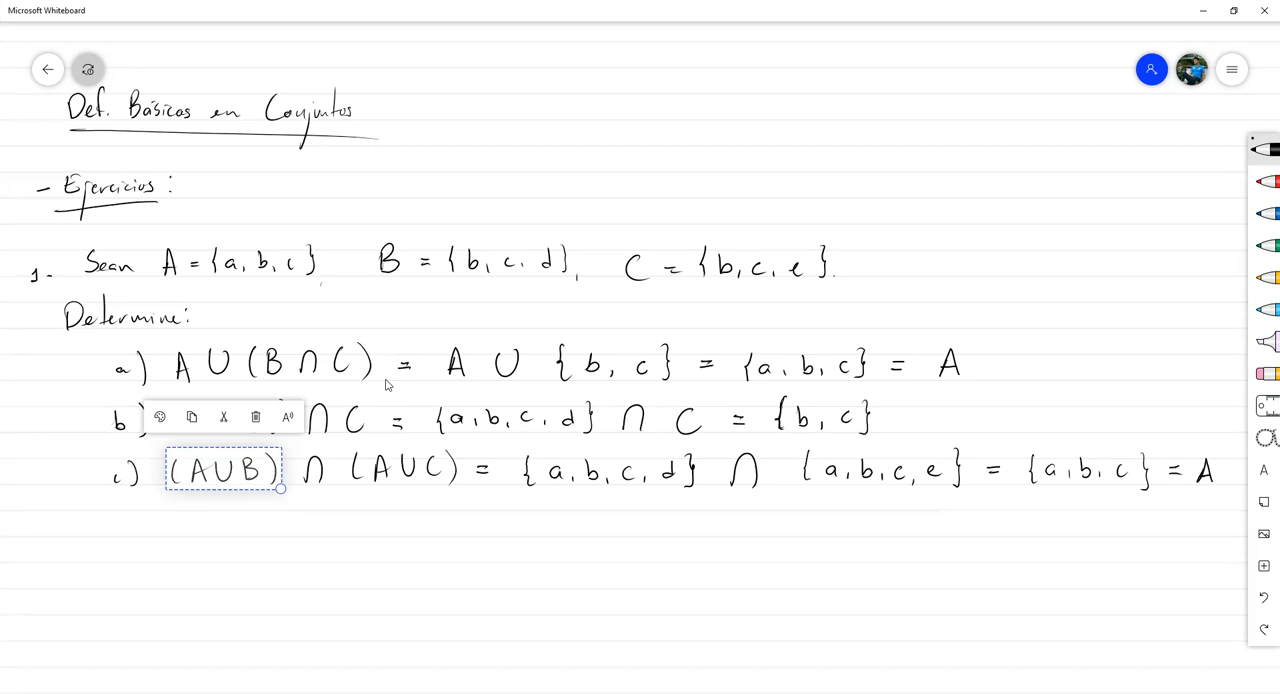 Microsoft Whiteboard
Def. Básicas en Conjuntos
- Ejercicios:
1- Sean A = {a, b, c} B = {b, c, d}, C = {b, c, e}.
Determine:
a) A ∪ (B ∩ C) = A ∪ {b, c} = {a, b, c} = A
b) ∩ C = {a, b, c, d} ∩ C = {b, c}
c) (A∪B) ∩ (A∪C) = {a, b, c, d} ∩ {a, b, c, e} = {a, b, c} = A